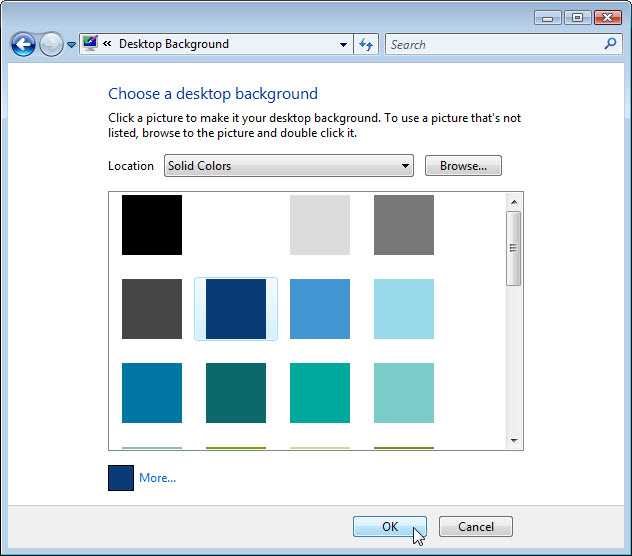 « Desktop Background
Search
Choose a desktop background
Click a picture to make it your desktop background. To use a picture that's not
listed, browse to the picture and double click it.
Location Solid Colors Browse...
More...
OK Cancel